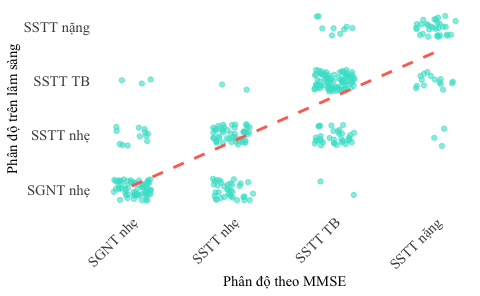 Phân độ trên lâm sàng
SSTT nặng
SSTT TB
SSTT nhẹ
SGNT nhẹ
SGNT nhẹ
SSTT nhẹ
SSTT TB
SSTT nặng
Phân độ theo MMSE